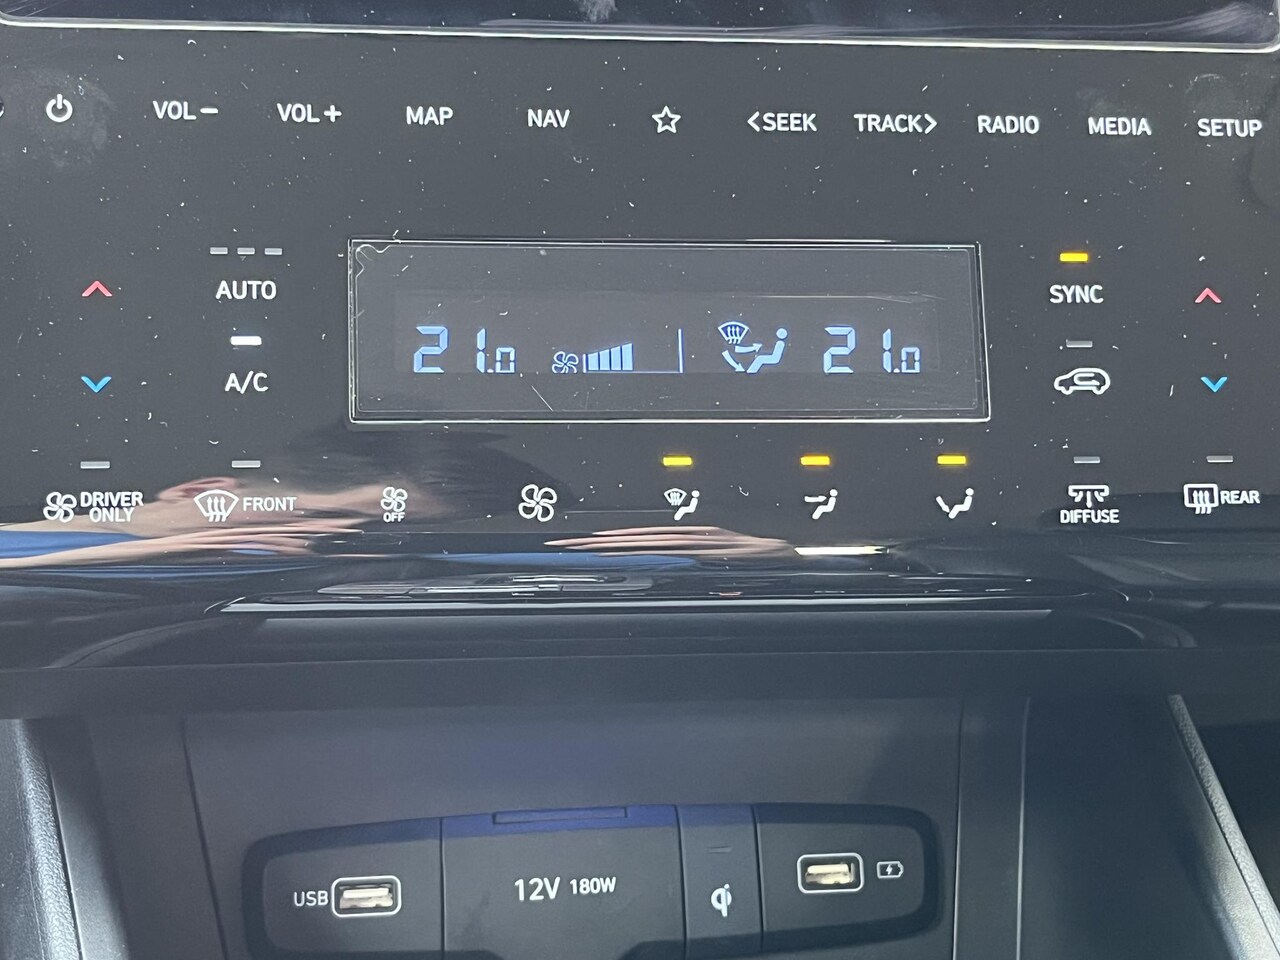 VOL− VOL+ MAP NAV <SEEK TRACK> RADIO MEDIA SETUP
AUTO SYNC
21.0 21.0
A/C
DRIVER ONLY FRONT OFF DIFFUSE REAR
USB 12V 180W